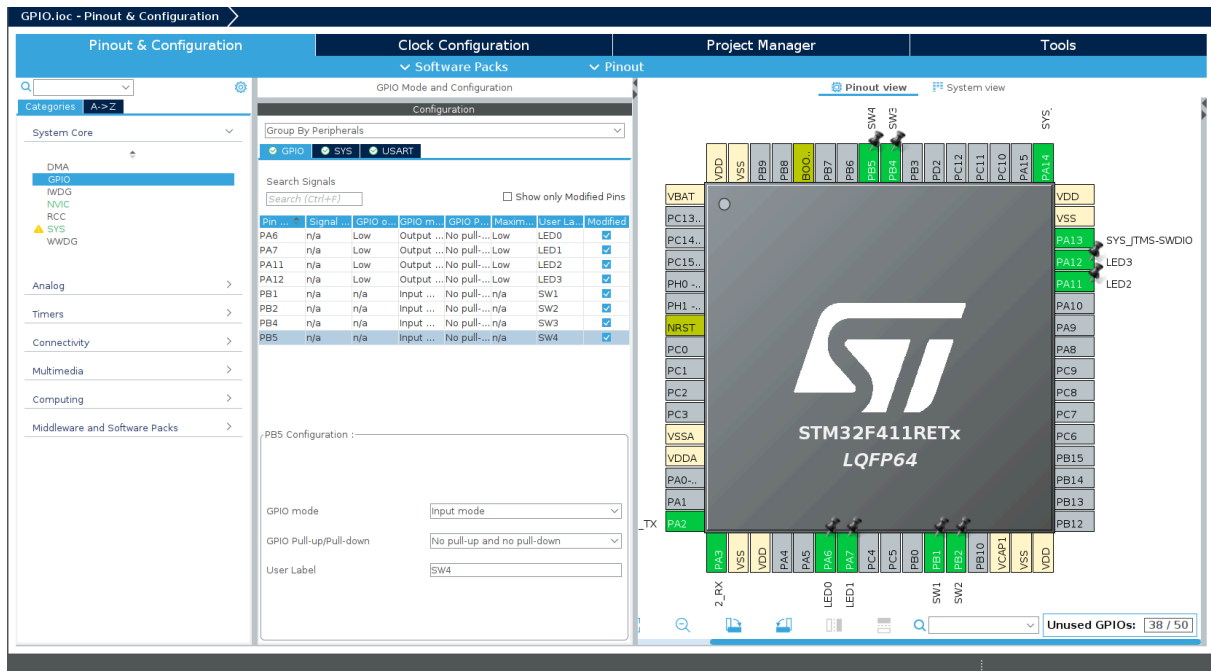 GPIO.ioc - Pinout & Configuration
Pinout & Configuration
Clock Configuration
Project Manager
Tools
Software Packs
Pinout
Categories
A->Z
System Core
DMA
GPIO
IWDG
NVIC
RCC
SYS
WWDG
Analog
Timers
Connectivity
Multimedia
Computing
Middleware and Software Packs
GPIO Mode and Configuration
Configuration
Group By Peripherals
GPIO SYS USART
Search Signals
Search (Ctrl+F)
Show only Modified Pins
Pin ... Signal ... GPIO o... GPIO m... GPIO P... Maxim... User La... Modified
PA6 n/a Low Output ... No pull-... Low LED0
PA7 n/a Low Output ... No pull-... Low LED1
PA11 n/a Low Output ... No pull-... Low LED2
PA12 n/a Low Output ... No pull-... Low LED3
PB1 n/a n/a Input ... No pull-... n/a SW1
PB2 n/a n/a Input ... No pull-... n/a SW2
PB4 n/a n/a Input ... No pull-... n/a SW3
PB5 n/a n/a Input ... No pull-... n/a SW4
PB5 Configuration :
GPIO mode
Input mode
GPIO Pull-up/Pull-down
No pull-up and no pull-down
User Label
SW4
Pinout view
System view
SW4
SW3
SYS_
VDD
VSS
PB9
PB8
BOO..
PB7
PB6
PB5
PB4
PB3
PD2
PC12
PC11
PC10
PA15
PA14
VBAT
PC13..
PC14..
PC15..
PH0 -..
PH1 -..
NRST
PC0
PC1
PC2
PC3
VSSA
VDDA
PA0-..
PA1
_TX
PA2
ST
STM32F411RETx
LQFP64
VDD
VSS
PA13 SYS_JTMS-SWDIO
PA12 LED3
PA11 LED2
PA10
PA9
PA8
PC9
PC8
PC7
PC6
PB15
PB14
PB13
PB12
PA3
VSS
VDD
PA4
PA5
PA6
PA7
PC4
PC5
PB0
PB1
PB2
PB10
VCAP1
VSS
VDD
2_RX
LED0
LED1
SW1
SW2
Unused GPIOs: 38 / 50